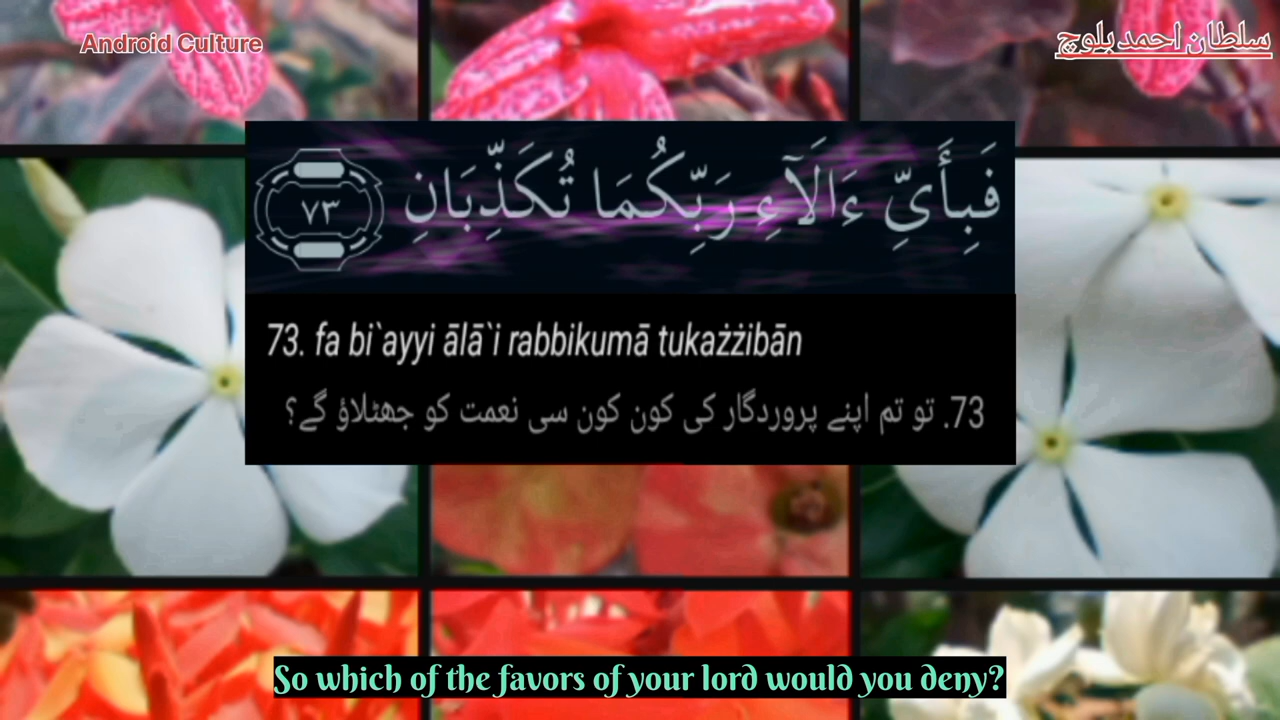 Android Culture
سلطان احمد بلوچ
فَبِأَيِّ ءَالَآءِ رَبِّكُمَا تُكَذِّبَانِ ٧٣
73. fa bi`ayyi ālā`i rabbikumā tukażżibān
73. تو تم اپنے پروردگار کی کون کون سی نعمت کو جھٹلاؤ گے؟
So which of the favors of your lord would you deny?